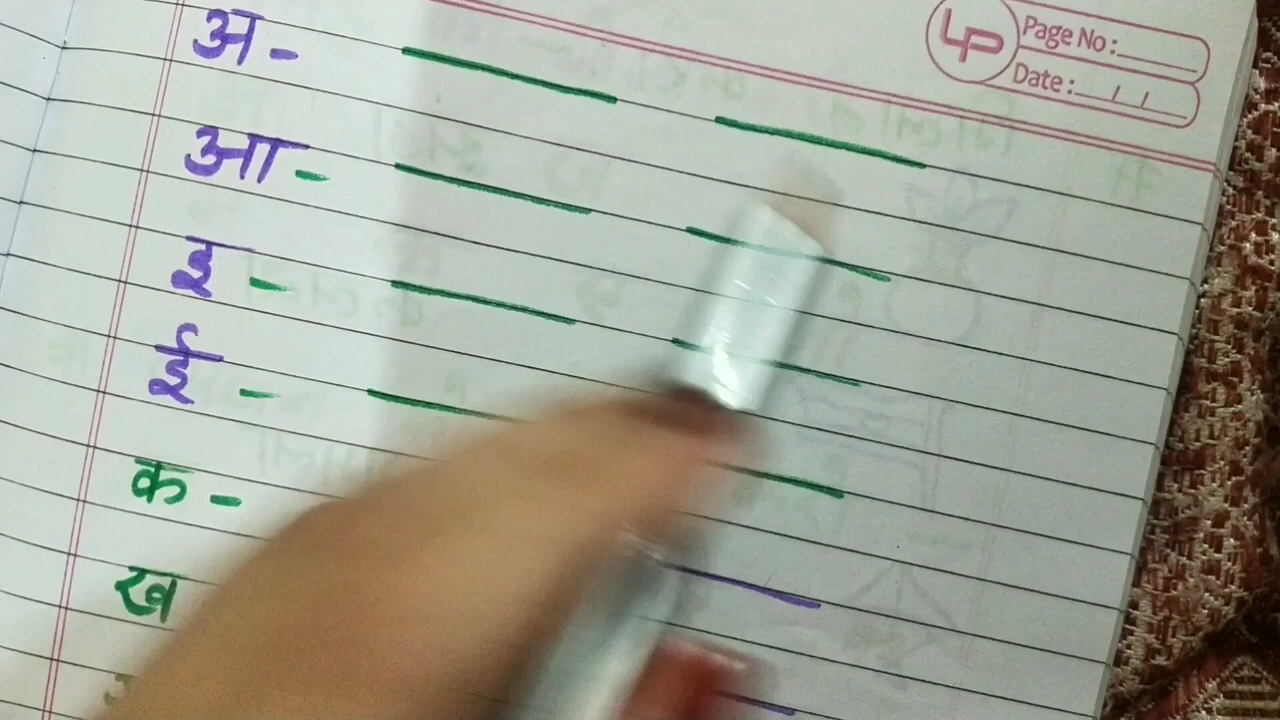 LP
Page No :
Date : / /
अ -
आ -
इ -
ई -
क -
ख